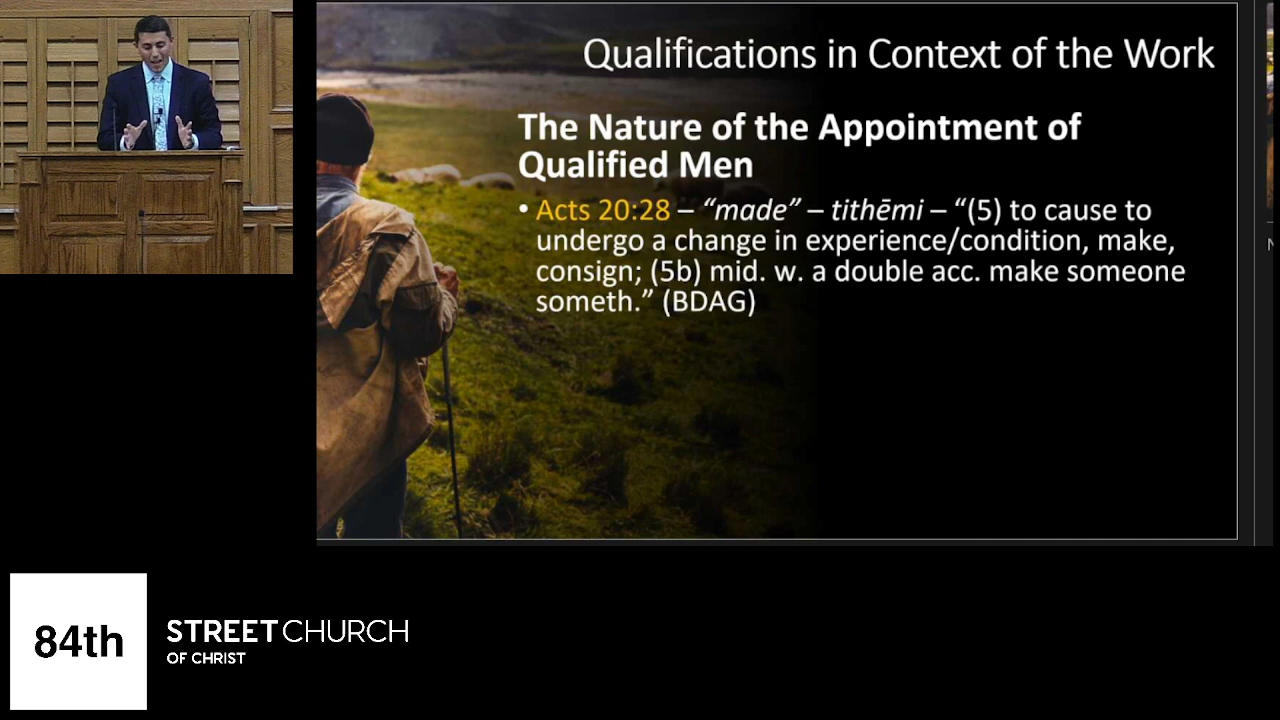 Qualifications in Context of the Work
The Nature of the Appointment of
Qualified Men
• Acts 20:28 – “made” – tithēmi – “(5) to cause to
undergo a change in experience/condition, make,
consign; (5b) mid. w. a double acc. make someone
someth.” (BDAG)
84th
STREET CHURCH
OF CHRIST